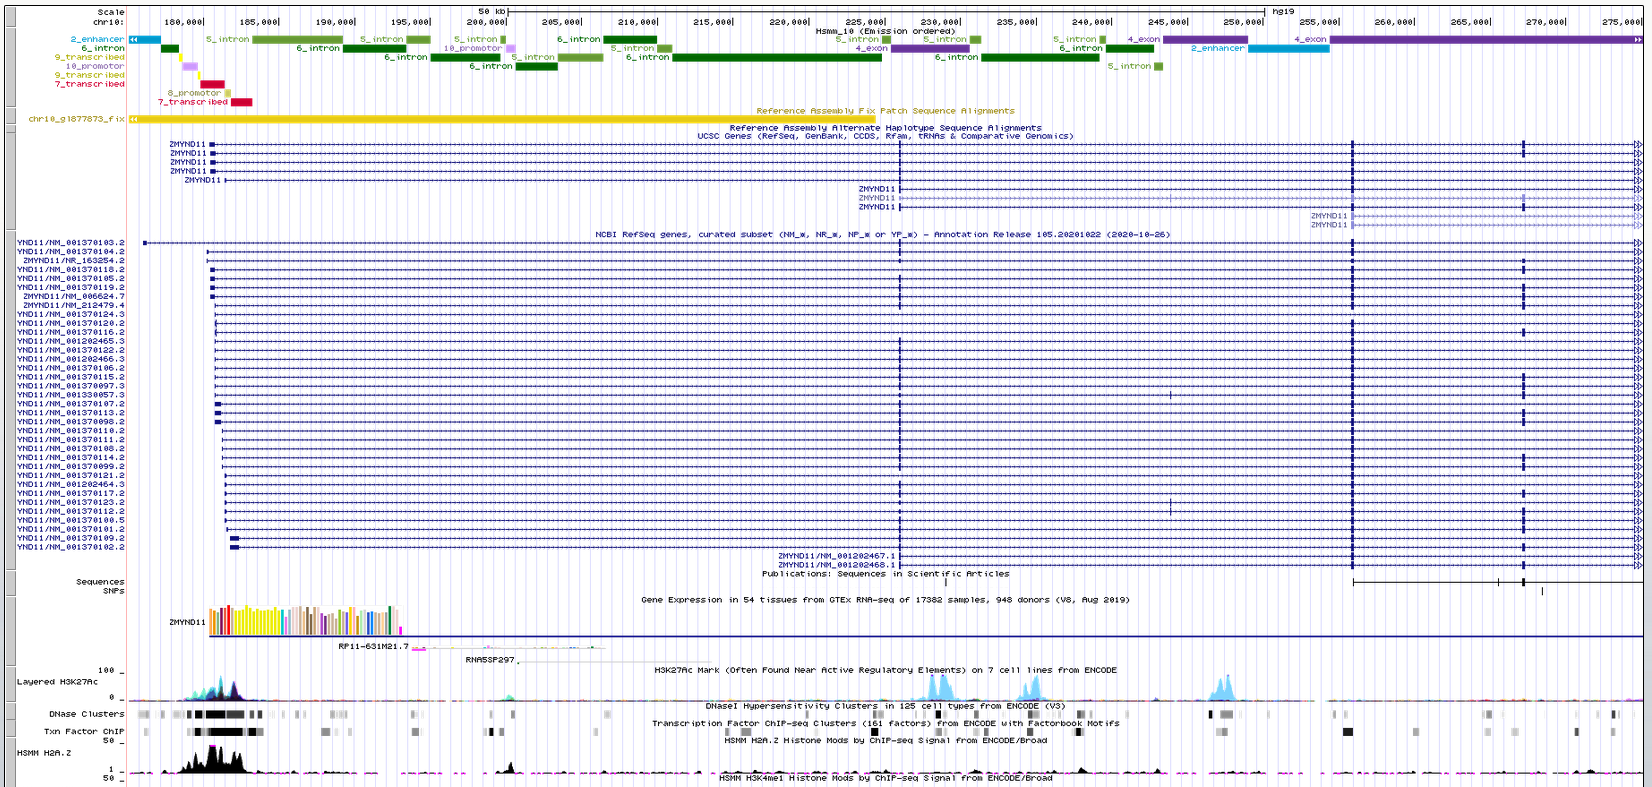 Scale 50 kb hg19
chr10: 180,000 185,000 190,000 195,000 200,000 205,000 210,000 215,000 220,000 225,000 230,000 235,000 240,000 245,000 250,000 255,000 260,000 265,000 270,000 275,000
Hsmm_10 (Emission ordered)
2_enhancer 5_intron 5_intron 5_intron 6_intron 5_intron 5_intron 5_intron 4_exon 4_exon
6_intron 6_intron 10_promotor 5_intron 4_exon 6_intron 2_enhancer
9_transcribed 6_intron 5_intron 6_intron 6_intron
10_promotor 6_intron 5_intron
9_transcribed
7_transcribed
8_promotor
7_transcribed
Reference Assembly Fix Patch Sequence Alignments
chr10_gl877873_fix
Reference Assembly Alternate Haplotype Sequence Alignments
UCSC Genes (RefSeq, GenBank, CCDS, Rfam, tRNAs & Comparative Genomics)
ZMYND11
ZMYND11
ZMYND11
ZMYND11
ZMYND11
ZMYND11
ZMYND11
ZMYND11
ZMYND11
ZMYND11
NCBI RefSeq genes, curated subset (NM_*, NR_*, NP_* or YP_*) - Annotation Release 105.20201022 (2020-10-26)
YND11/NM_001370103.2
YND11/NM_001370104.2
ZMYND11/NR_163254.2
YND11/NM_001370118.2
YND11/NM_001370105.2
YND11/NM_001370119.2
ZMYND11/NM_006624.7
ZMYND11/NM_212479.4
YND11/NM_001370124.3
YND11/NM_001370120.2
YND11/NM_001370116.2
YND11/NM_001202465.3
YND11/NM_001370122.2
YND11/NM_001202466.3
YND11/NM_001370106.2
YND11/NM_001370115.2
YND11/NM_001370097.3
YND11/NM_001330057.3
YND11/NM_001370107.2
YND11/NM_001370113.2
YND11/NM_001370098.2
YND11/NM_001370110.2
YND11/NM_001370111.2
YND11/NM_001370108.2
YND11/NM_001370114.2
YND11/NM_001370099.2
YND11/NM_001370121.2
YND11/NM_001202464.3
YND11/NM_001370117.2
YND11/NM_001370123.2
YND11/NM_001370112.2
YND11/NM_001370100.5
YND11/NM_001370101.2
YND11/NM_001370109.2
YND11/NM_001370102.2
ZMYND11/NM_001202467.1
ZMYND11/NM_001202468.1
Publications: Sequences in Scientific Articles
Sequences
SNPs
Gene Expression in 54 tissues from GTEx RNA-seq of 17382 samples, 948 donors (V8, Aug 2019)
ZMYND11
RP11-631M21.7
RNA5SP297
H3K27Ac Mark (Often Found Near Active Regulatory Elements) on 7 cell lines from ENCODE
100 _
Layered H3K27Ac
0 _
DNaseI Hypersensitivity Clusters in 125 cell types from ENCODE (V3)
DNase Clusters
Transcription Factor ChIP-seq Clusters (161 factors) from ENCODE with Factorbook Motifs
Txn Factor ChIP
HSMM H2A.Z Histone Mods by ChIP-seq Signal from ENCODE/Broad
50 _
HSMM H2A.Z
1 _
HSMM H3K4me1 Histone Mods by ChIP-seq Signal from ENCODE/Broad
50 _